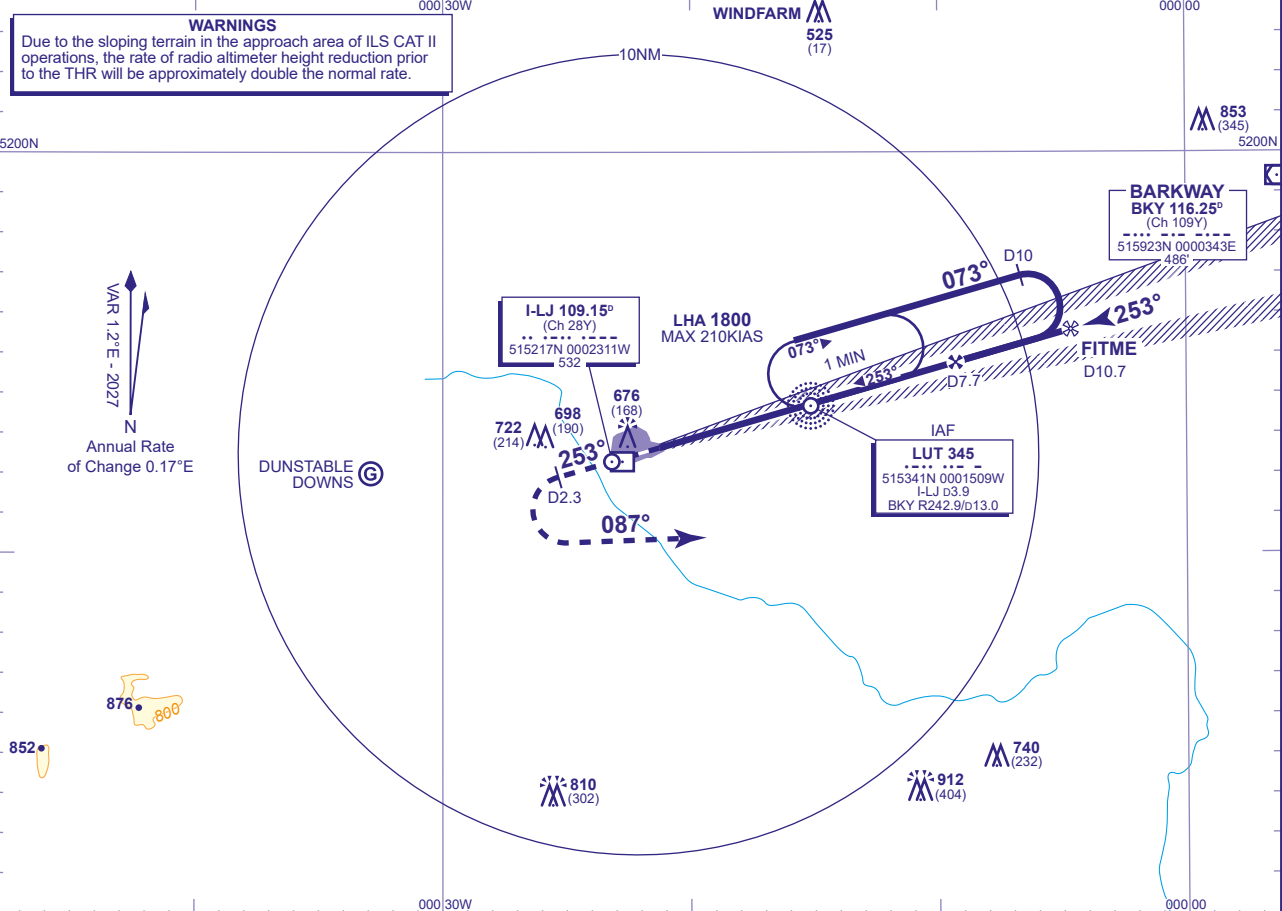 000 30W
000 00
WARNINGS
Due to the sloping terrain in the approach area of ILS CAT II
operations, the rate of radio altimeter height reduction prior
to the THR will be approximately double the normal rate.
WINDFARM
525
(17)
10NM
853
(345)
5200N
5200N
BARKWAY
BKY 116.25ᴰ
(Ch 109Y)
515923N 0000343E
486'
D10
073°
VAR 1.2°E - 2027
N
Annual Rate
of Change 0.17°E
I-LJ 109.15ᴰ
(Ch 28Y)
515217N 0002311W
532
LHA 1800
MAX 210KIAS
073°
1 MIN
253°
253°
FITME
D10.7
D7.7
676
(168)
698
(190)
722
(214)
253°
D2.3
087°
DUNSTABLE
DOWNS
G
IAF
LUT 345
515341N 0001509W
I-LJ D3.9
BKY R242.9/D13.0
876
800
852
810
(302)
912
(404)
740
(232)
000 30W
000 00